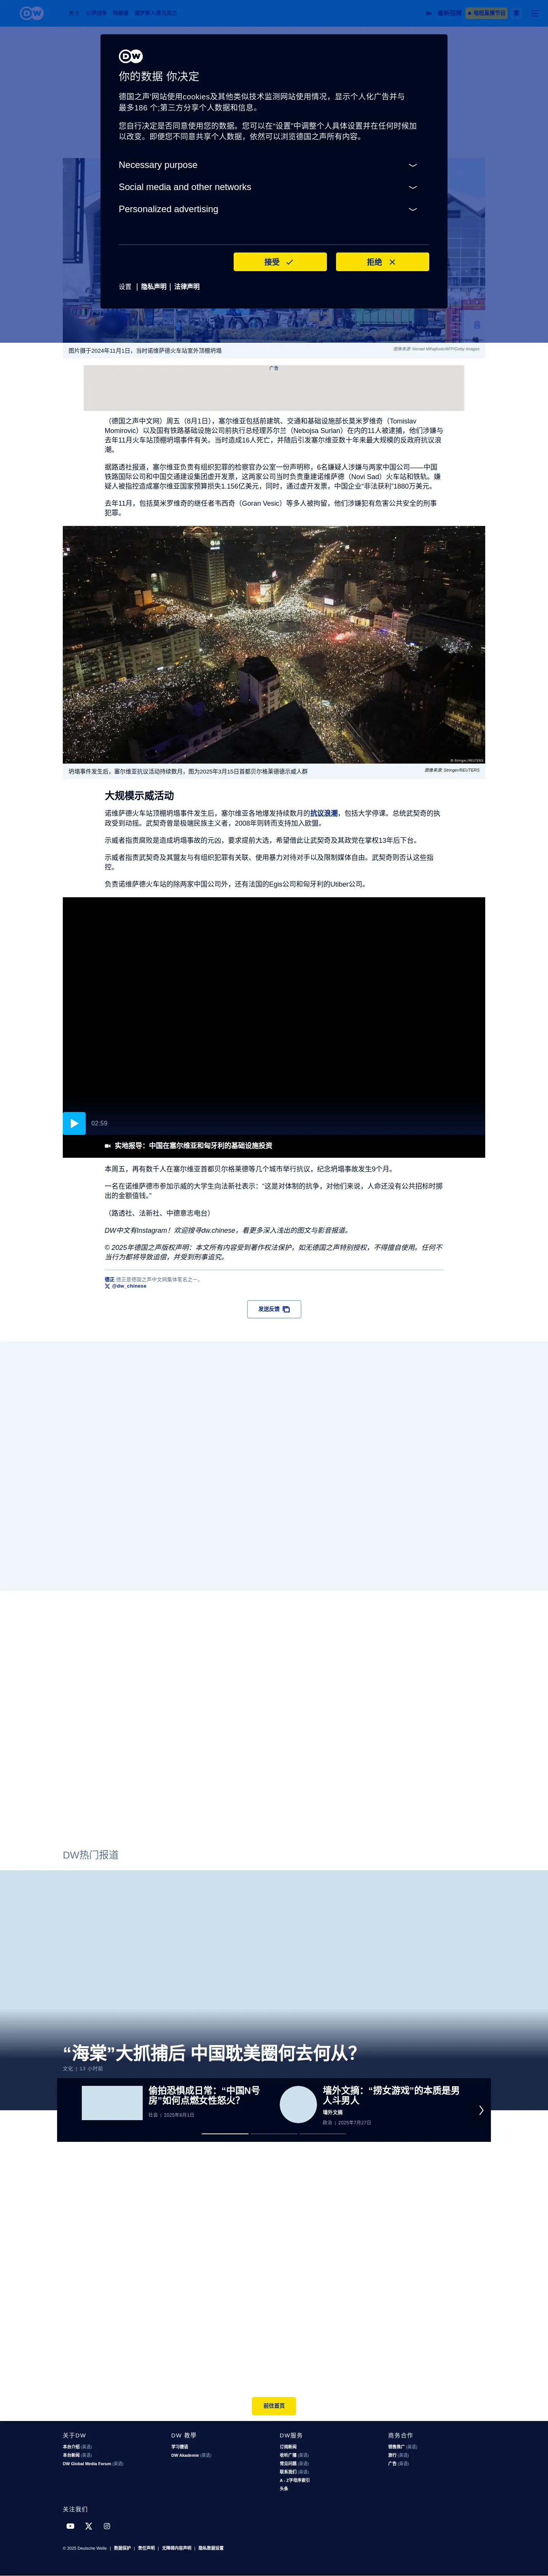 DW
最新视频
你的数据 你决定
德国之声'网站使用cookies及其他类似技术监测网站使用情况，显示个人化广告并与
最多186 个;第三方分享个人数据和信息。
您自行决定是否同意使用您的数据。您可以在“设置”中调整个人具体设置并在任何时候加
以改变。即便您不同意共享个人数据，依然可以浏览德国之声所有内容。
Necessary purpose
Social media and other networks
Personalized advertising
接受
拒绝
设置 | 隐私声明 | 法律声明
图片摄于2024年11月1日，当时诺维萨德火车站室外顶棚坍塌
图像来源: Nenad Mihajlovic/AFP/Getty Images
广告
（德国之声中文网）周五（8月1日），塞尔维亚包括前建筑、交通和基础设施部长莫米罗维奇（Tomislav
Momirovic）以及国有铁路基础设施公司前执行总经理苏尔兰（Nebojsa Surlan）在内的11人被逮捕，他们涉嫌与
去年11月火车站顶棚坍塌事件有关。当时造成16人死亡，并随后引发塞尔维亚数十年来最大规模的反政府抗议浪
潮。
据路透社报道，塞尔维亚负责有组织犯罪的检察官办公室一份声明称，6名嫌疑人涉嫌与两家中国公司——中国
铁路国际公司和中国交通建设集团虚开发票，这两家公司当时负责重建诺维萨德（Novi Sad）火车站和铁轨。嫌
疑人被指控造成塞尔维亚国家预算损失1.156亿美元，同时，通过虚开发票，中国企业“非法获利”1880万美元。
去年11月，包括莫米罗维奇的继任者韦西奇（Goran Vesic）等多人被拘留，他们涉嫌犯有危害公共安全的刑事
犯罪。
坍塌事件发生后，塞尔维亚抗议活动持续数月，图为2025年3月15日首都贝尔格莱德德示威人群
图像来源: Stringer/REUTERS
大规模示威活动
诺维萨德火车站顶棚坍塌事件发生后，塞尔维亚各地爆发持续数月的抗议浪潮，包括大学停课。总统武契奇的执
政受到动摇。武契奇曾是极端民族主义者，2008年则转而支持加入欧盟。
示威者指责腐败是造成坍塌事故的元凶，要求提前大选，希望借此让武契奇及其政党在掌权13年后下台。
示威者指责武契奇及其盟友与有组织犯罪有关联、使用暴力对待对手以及限制媒体自由。武契奇则否认这些指
控。
负责诺维萨德火车站的除两家中国公司外，还有法国的Egis公司和匈牙利的Utiber公司。
02:59
实地报导：中国在塞尔维亚和匈牙利的基础设施投资
本周五，再有数千人在塞尔维亚首都贝尔格莱德等几个城市举行抗议，纪念坍塌事故发生9个月。
一名在诺维萨德市参加示威的大学生向法新社表示：“这是对体制的抗争，对他们来说，人命还没有公共招标时掷
出的金额值钱。”
（路透社、法新社、中德意志电台）
DW中文有Instagram！欢迎搜寻dw.chinese，看更多深入浅出的图文与影音报道。
© 2025年德国之声版权声明：本文所有内容受到著作权法保护，如无德国之声特别授权，不得擅自使用。任何不
当行为都将导致追偿，并受到刑事追究。
德正 德正是德国之声中文网集体笔名之一。
@dw_chinese
发送反馈
DW热门报道
“海棠”大抓捕后 中国耽美圈何去何从？
文化 | 13 小时前
偷拍恐惧成日常：“中国N号
房”如何点燃女性怒火？
社会 | 2025年8月1日
墙外文摘：“捞女游戏”的本质是男
人斗男人
墙外文摘
政治 | 2025年7月27日
前往首页
关于DW
本台介绍 (英语)
本台新闻 (英语)
DW Global Media Forum (英语)
DW 教學
学习德语
DW Akademie (英语)
DW服务
订阅新闻
收听广播 (英语)
常见问题 (英语)
联系我们 (英语)
A - Z字母序索引
头条
商务合作
销售推广 (英语)
旅行 (英语)
广告 (英语)
关注我们
© 2025 Deutsche Welle | 数据保护 | 责任声明 | 无障碍内容声明 | 隐私数据设置